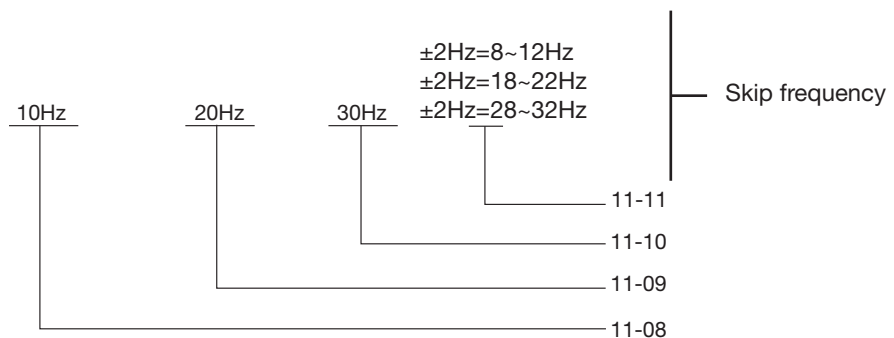 ±2Hz=8~12Hz
±2Hz=18~22Hz
±2Hz=28~32Hz
Skip frequency
10Hz
20Hz
30Hz
11-11
11-10
11-09
11-08